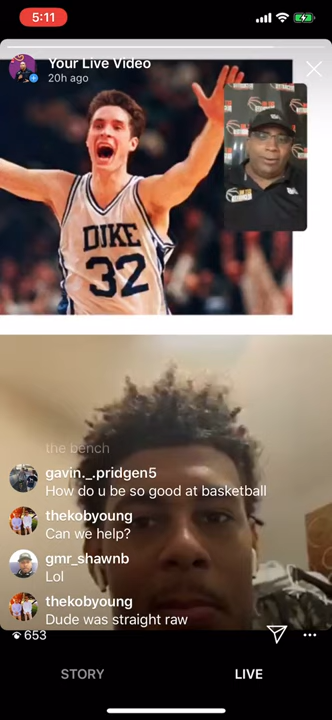 5:11
Your Live Video
20h ago
DUKE
32
the bench
gavin._.pridgen5
How do u be so good at basketball
thekobyoung
Can we help?
gmr_shawnb
Lol
thekobyoung
Dude was straight raw
653
STORY
LIVE